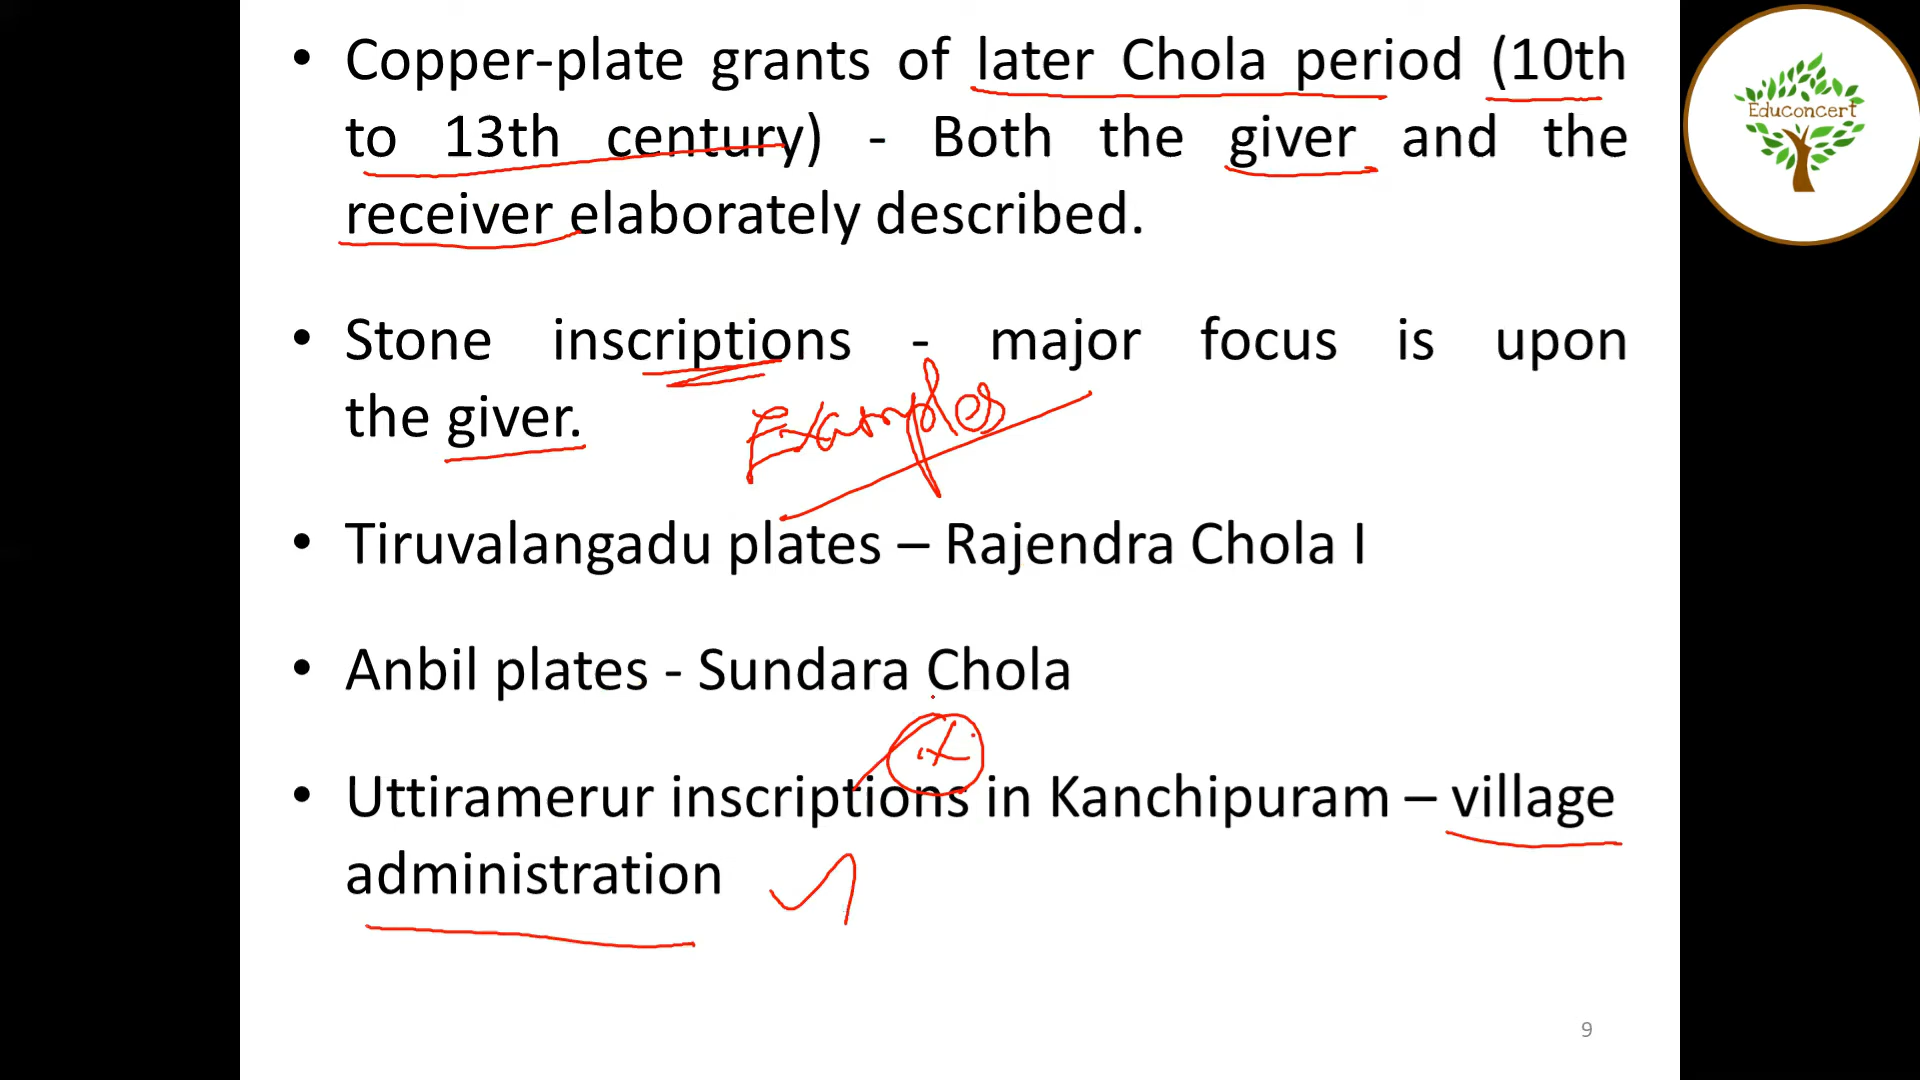 • Copper-plate grants of later Chola period (10th
to 13th century) - Both the giver and the
receiver elaborately described.
• Stone inscriptions - major focus is upon
the giver.
Examples
• Tiruvalangadu plates – Rajendra Chola I
• Anbil plates - Sundara Chola
• Uttiramerur inscriptions in Kanchipuram – village
administration
9
Educoncert